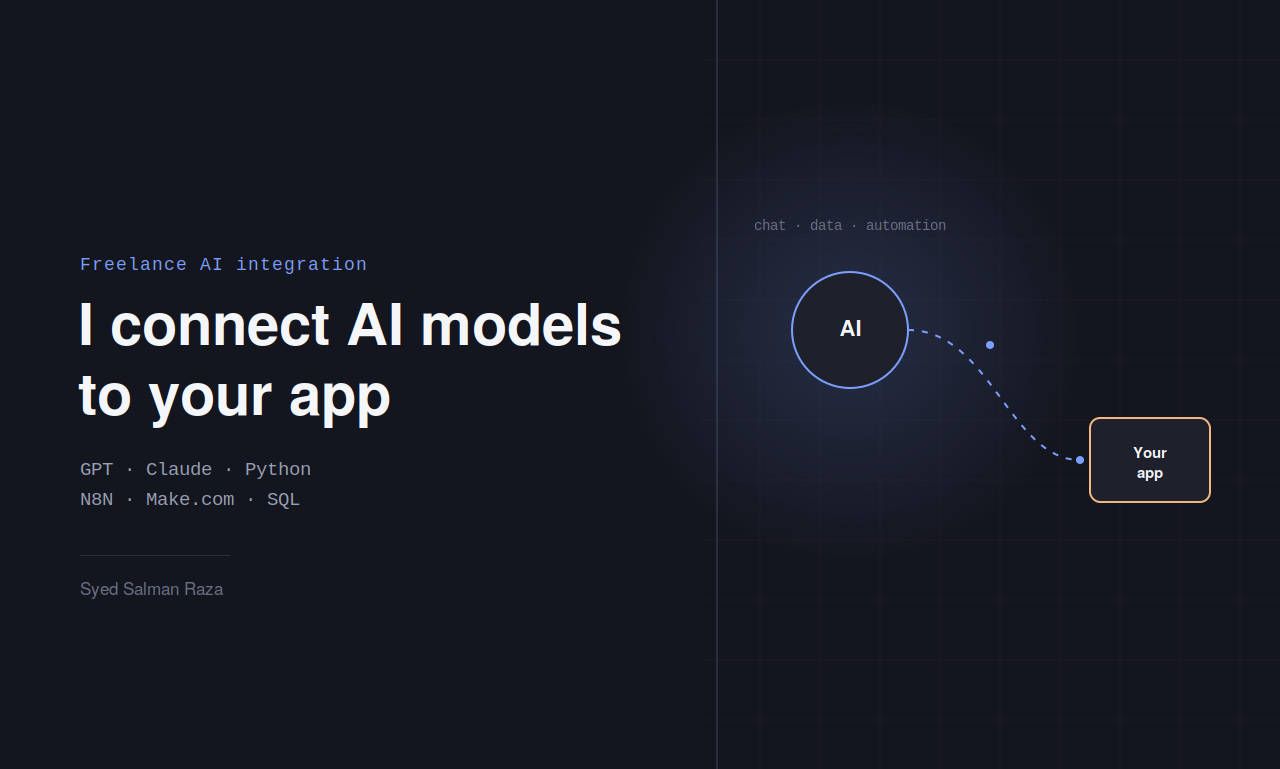 Freelance AI integration
I connect AI models
to your app
GPT · Claude · Python
N8N · Make.com · SQL
Syed Salman Raza
chat · data · automation
AI
Your
app